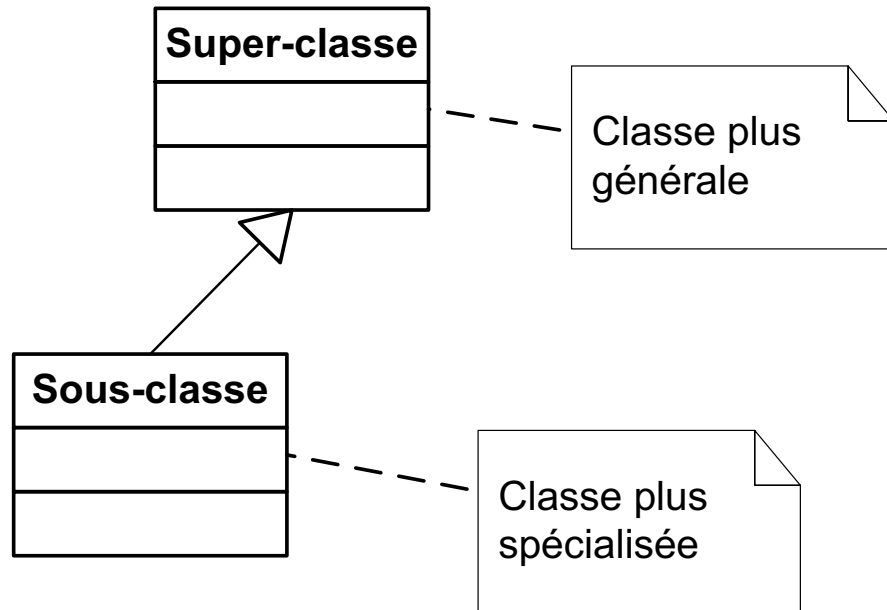 Super-classe
Classe plus
générale
Sous-classe
Classe plus
spécialisée